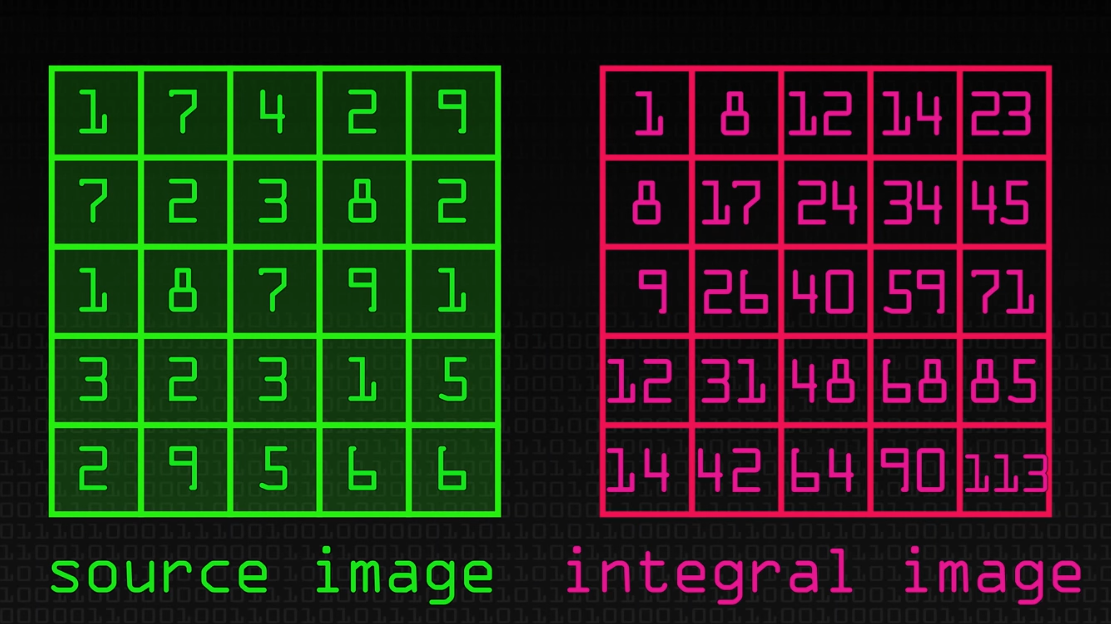 1 7 4 2 9 1 8 12 14 23
7 2 3 8 2 8 17 24 34 45
1 8 7 9 1 9 26 40 59 71
3 2 3 1 5 12 31 48 68 85
2 9 5 6 6 14 42 64 90 113
source image integral image